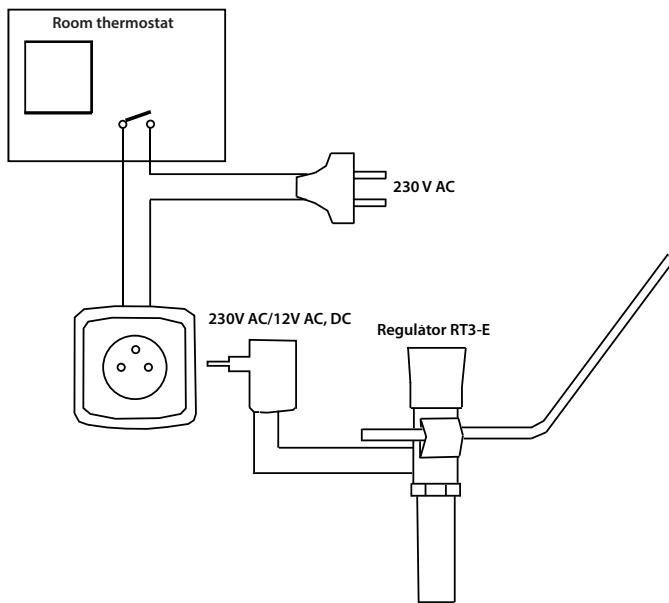 Room thermostat
230 V AC
230V AC/12V AC, DC
Regulátor RT3-E